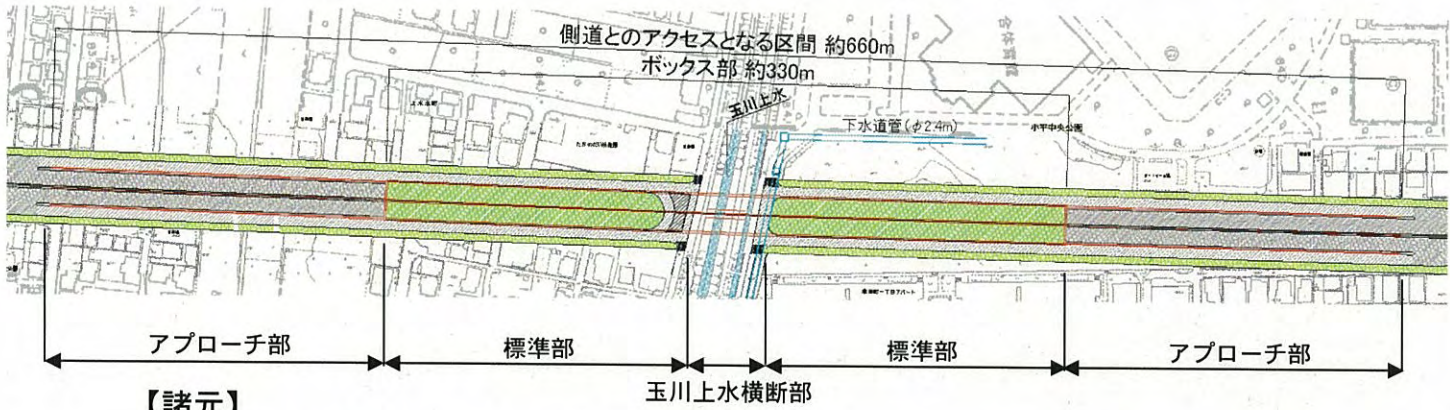 側道とのアクセスとなる区間 約660m
ボックス部 約330m
玉川上水
下水道管(φ2.4m)
小平中央公園
アプローチ部
標準部
玉川上水横断部
標準部
アプローチ部
【諸元】